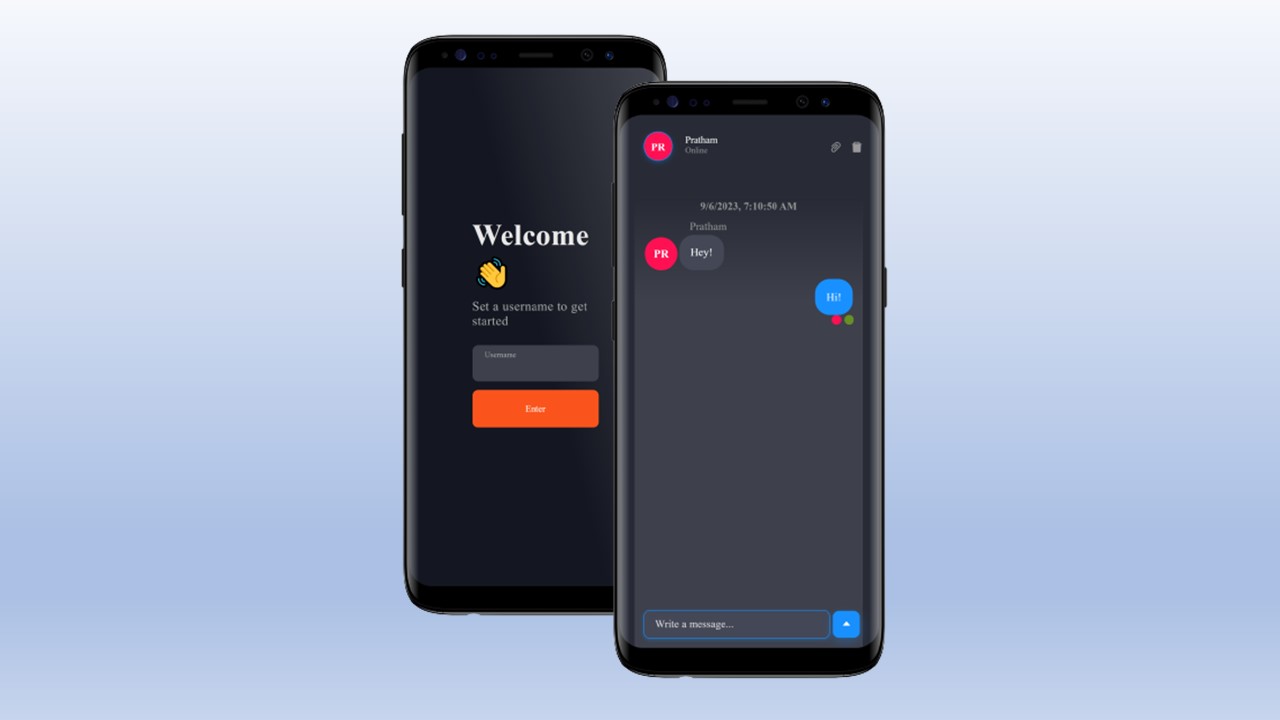 Welcome
👋
Set a username to get
started
Username
Enter
PR
Pratham
Online
9/6/2023, 7:10:50 AM
Pratham
PR
Hey!
Hi!
Write a message...